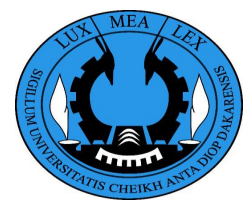 LUX MEA LEX
SIGILLUM UNIVERSITATIS CHEIKH ANTA DIOP DAKARENSIS